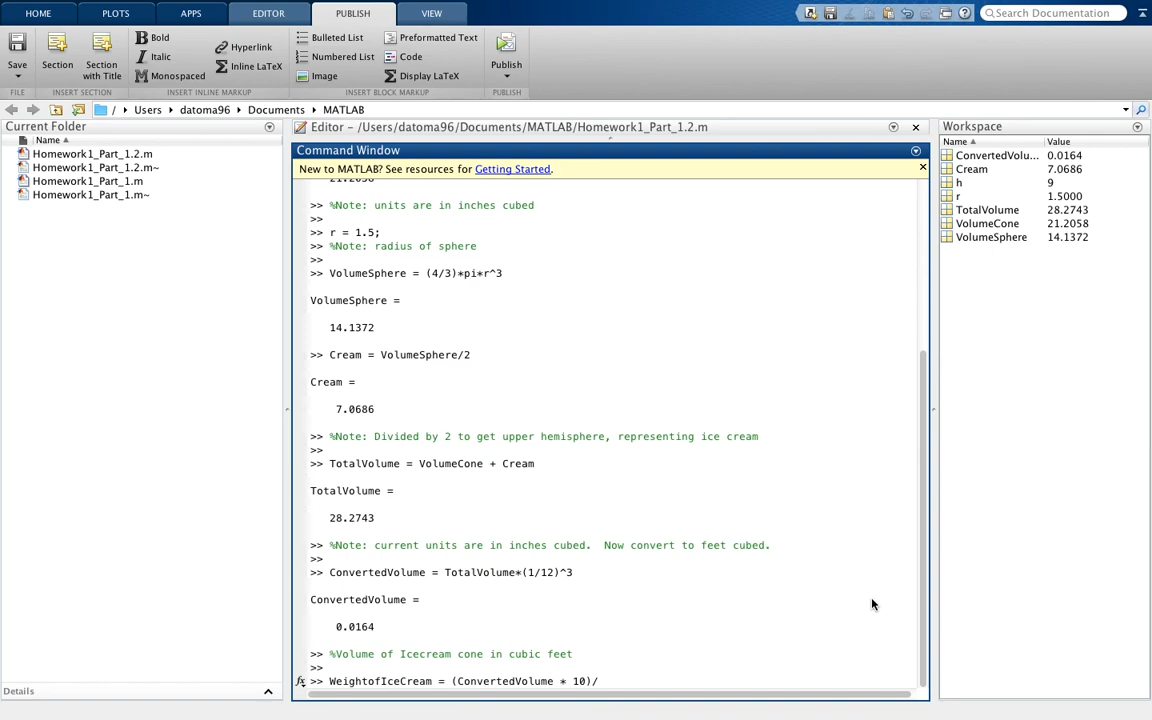 HOME PLOTS APPS EDITOR PUBLISH VIEW Search Documentation
Save
Section
Section with Title
Bold
Italic
Monospaced
Hyperlink
Inline LaTeX
Bulleted List
Numbered List
Image
Preformatted Text
Code
Display LaTeX
Publish
FILE INSERT SECTION INSERT INLINE MARKUP INSERT BLOCK MARKUP PUBLISH
/ Users datoma96 Documents MATLAB
Current Folder
Name
Homework1_Part_1.2.m
Homework1_Part_1.2.m~
Homework1_Part_1.m
Homework1_Part_1.m~
Details
Editor – /Users/datoma96/Documents/MATLAB/Homework1_Part_1.2.m
Command Window
New to MATLAB? See resources for Getting Started.
21.2058
>> %Note: units are in inches cubed
>>
>> r = 1.5;
>> %Note: radius of sphere
>>
>> VolumeSphere = (4/3)*pi*r^3
VolumeSphere =
14.1372
>> Cream = VolumeSphere/2
Cream =
7.0686
>> %Note: Divided by 2 to get upper hemisphere, representing ice cream
>>
>> TotalVolume = VolumeCone + Cream
TotalVolume =
28.2743
>> %Note: current units are in inches cubed.  Now convert to feet cubed.
>>
>> ConvertedVolume = TotalVolume*(1/12)^3
ConvertedVolume =
0.0164
>> %Volume of Icecream cone in cubic feet
>>
fx >> WeightofIceCream = (ConvertedVolume * 10)/
Workspace
Name Value
ConvertedVolu... 0.0164
Cream 7.0686
h 9
r 1.5000
TotalVolume 28.2743
VolumeCone 21.2058
VolumeSphere 14.1372